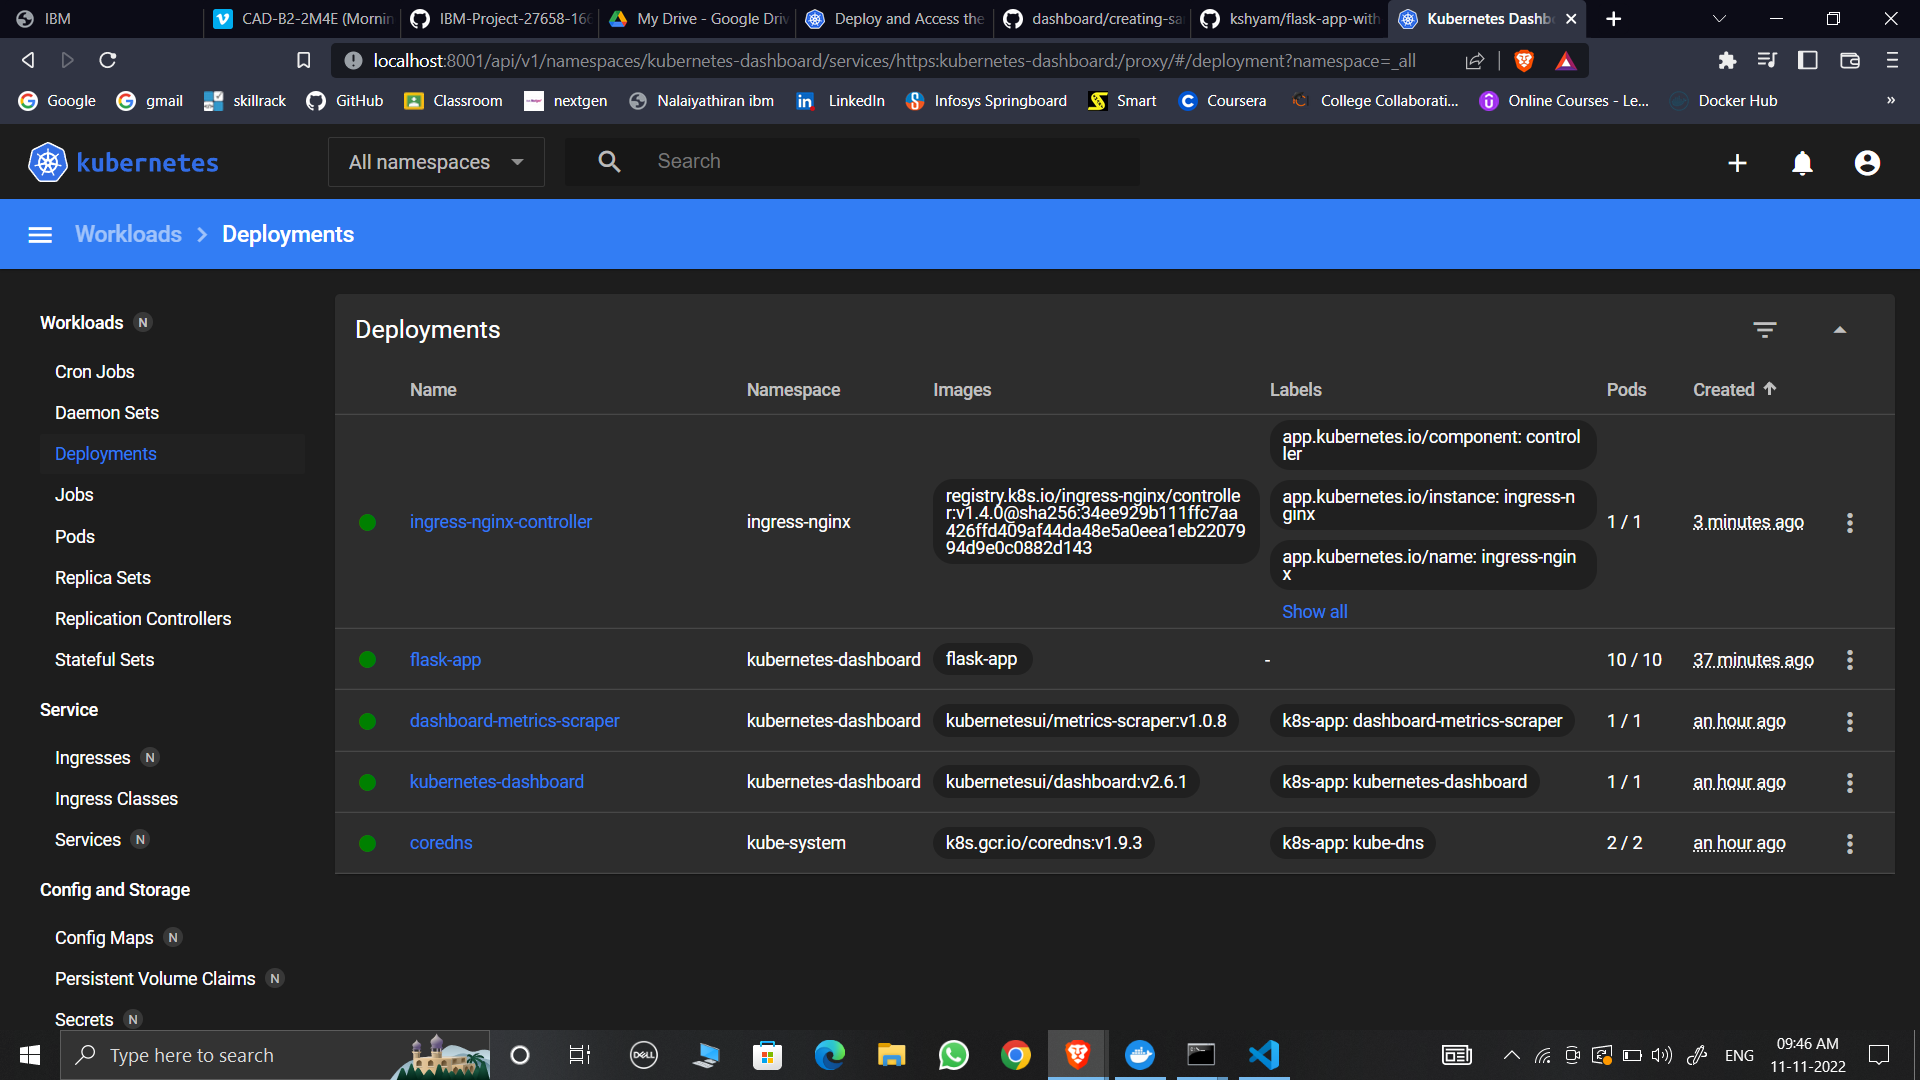 IBM
CAD-B2-2M4E (Mornin
IBM-Project-27658-166
My Drive - Google Driv
Deploy and Access the
dashboard/creating-sa
kshyam/flask-app-with
Kubernetes Dashb
localhost:8001/api/v1/namespaces/kubernetes-dashboard/services/https:kubernetes-dashboard:/proxy/#/deployment?namespace=_all
Google
gmail
skillrack
GitHub
Classroom
nextgen
Nalaiyathiran ibm
LinkedIn
Infosys Springboard
Smart
Coursera
College Collaborati...
Online Courses - Le...
Docker Hub
»
kubernetes
All namespaces
Search
Workloads > Deployments
Workloads N
Cron Jobs
Daemon Sets
Deployments
Jobs
Pods
Replica Sets
Replication Controllers
Stateful Sets
Service
Ingresses N
Ingress Classes
Services N
Config and Storage
Config Maps N
Persistent Volume Claims N
Secrets N
Deployments
Name Namespace Images Labels Pods Created
ingress-nginx-controller
ingress-nginx
registry.k8s.io/ingress-nginx/controlle
r:v1.4.0@sha256:34ee929b111ffc7aa
426ffd409af44da48e5a0eea1eb22079
94d9e0c0882d143
app.kubernetes.io/component: control
ler
app.kubernetes.io/instance: ingress-n
ginx
app.kubernetes.io/name: ingress-ngin
x
Show all
1 / 1
3 minutes ago
flask-app kubernetes-dashboard flask-app - 10 / 10 37 minutes ago
dashboard-metrics-scraper kubernetes-dashboard kubernetesui/metrics-scraper:v1.0.8 k8s-app: dashboard-metrics-scraper 1 / 1 an hour ago
kubernetes-dashboard kubernetes-dashboard kubernetesui/dashboard:v2.6.1 k8s-app: kubernetes-dashboard 1 / 1 an hour ago
coredns kube-system k8s.gcr.io/coredns:v1.9.3 k8s-app: kube-dns 2 / 2 an hour ago
Type here to search
DELL
ENG
09:46 AM
11-11-2022